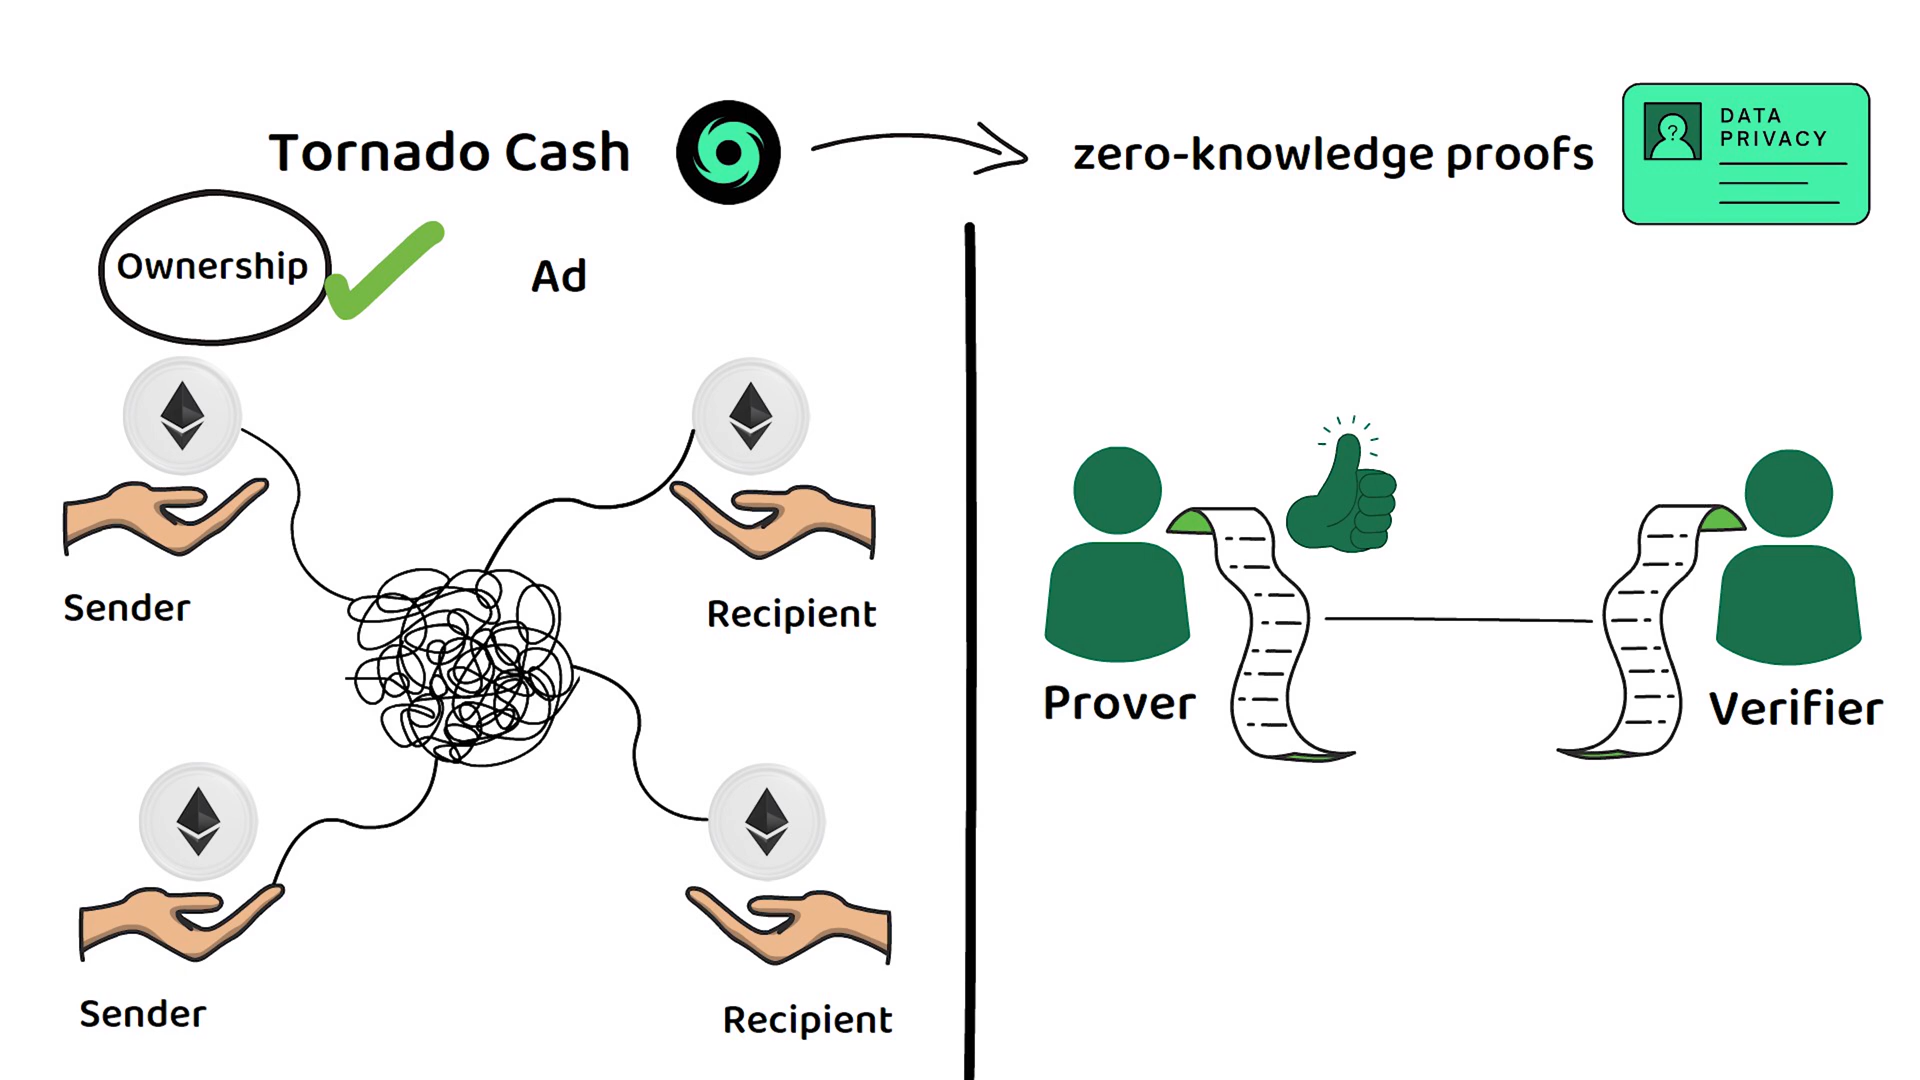 Tornado Cash
zero-knowledge proofs
DATA
PRIVACY
?
Ownership
Ad
Sender
Recipient
Prover
Verifier
Sender
Recipient